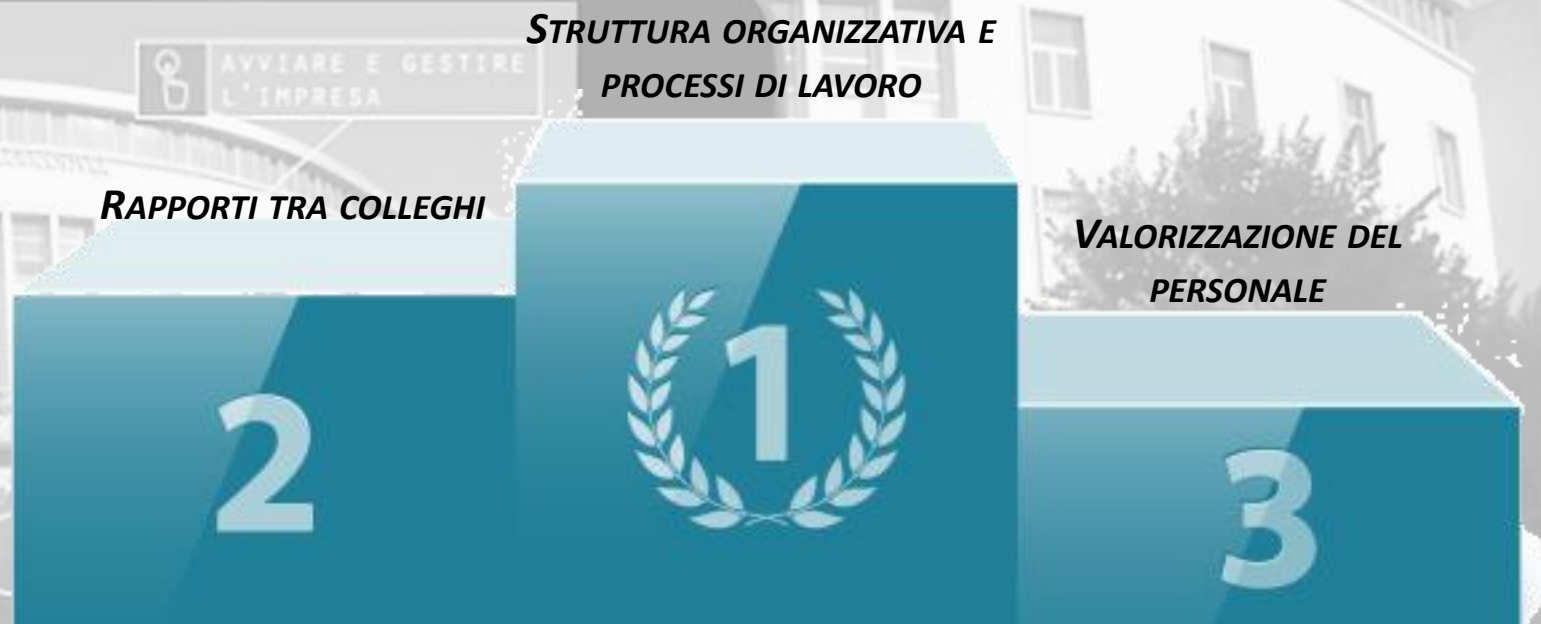 STRUTTURA ORGANIZZATIVA E
PROCESSI DI LAVORO
AVVIARE E GESTIRE
L'IMPRESA
RAPPORTI TRA COLLEGHI
VALORIZZAZIONE DEL
PERSONALE
1
2
3